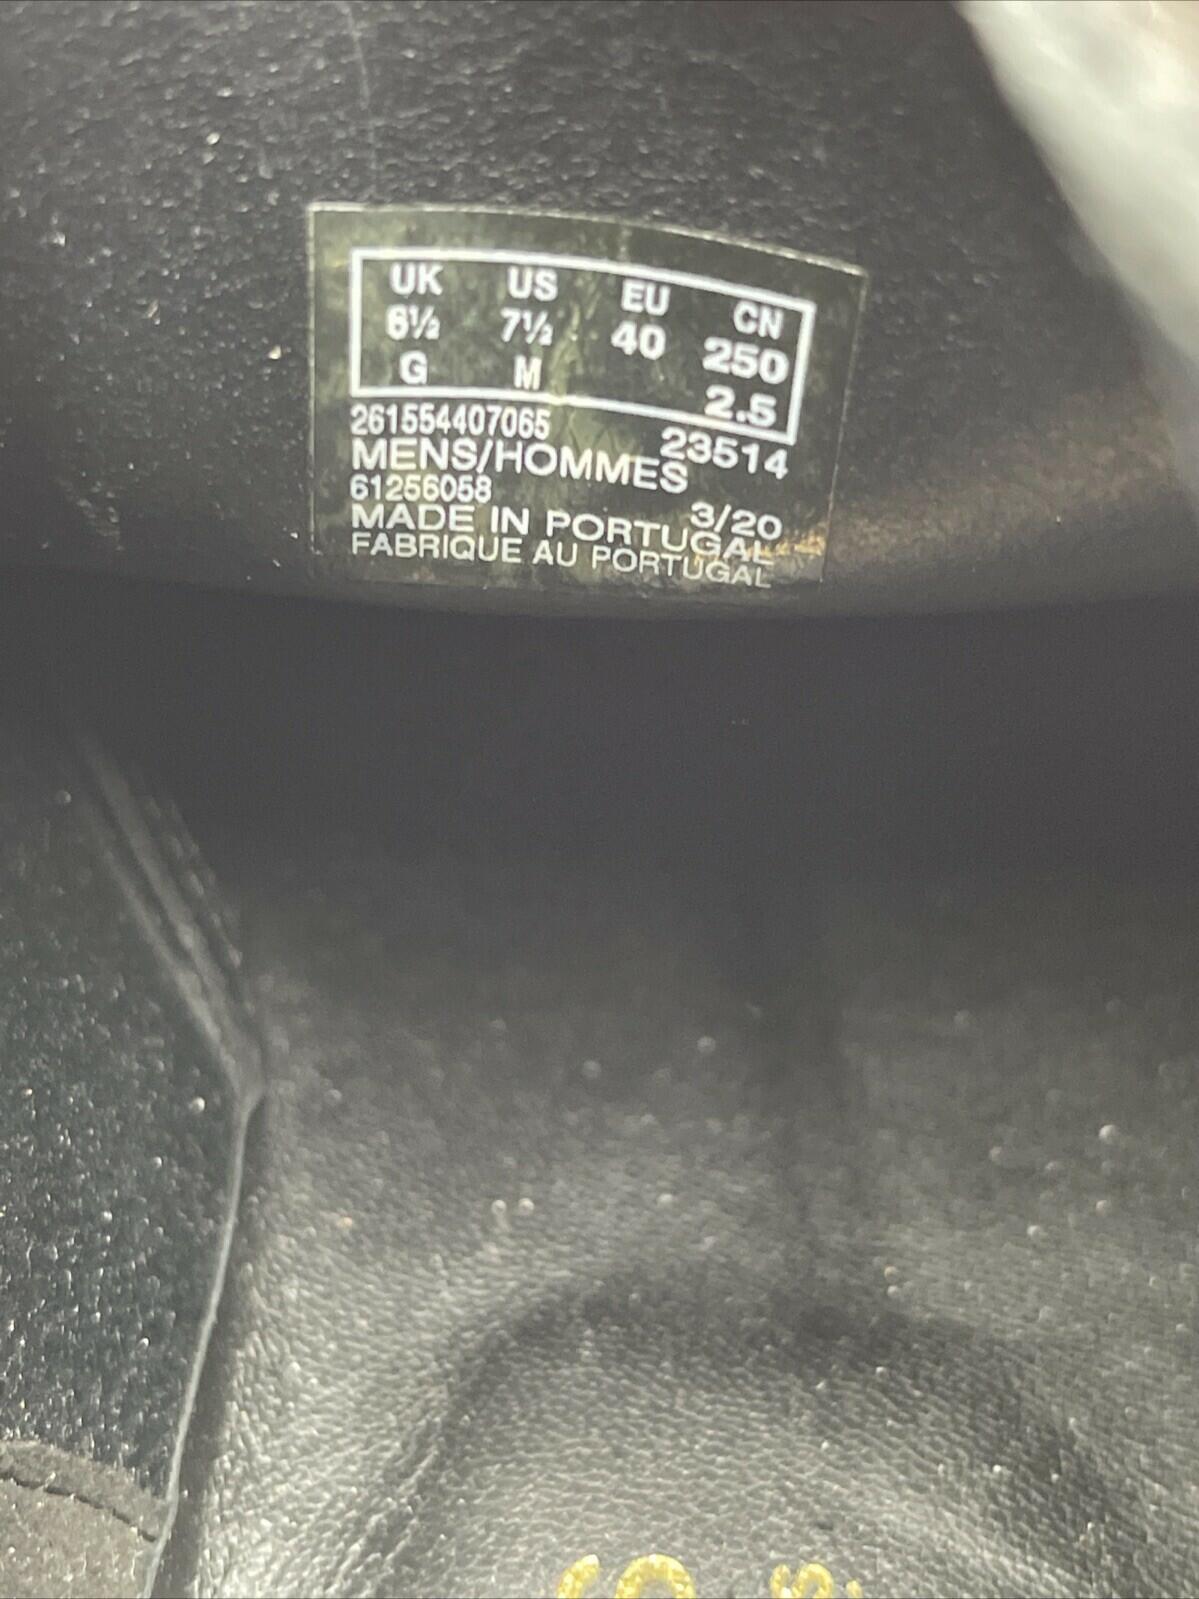 UK US EU CN
6½ 7½ 40 250
G M 2.5
261554407065 23514
MENS/HOMMES
61256058 3/20
MADE IN PORTUGAL
FABRIQUE AU PORTUGAL